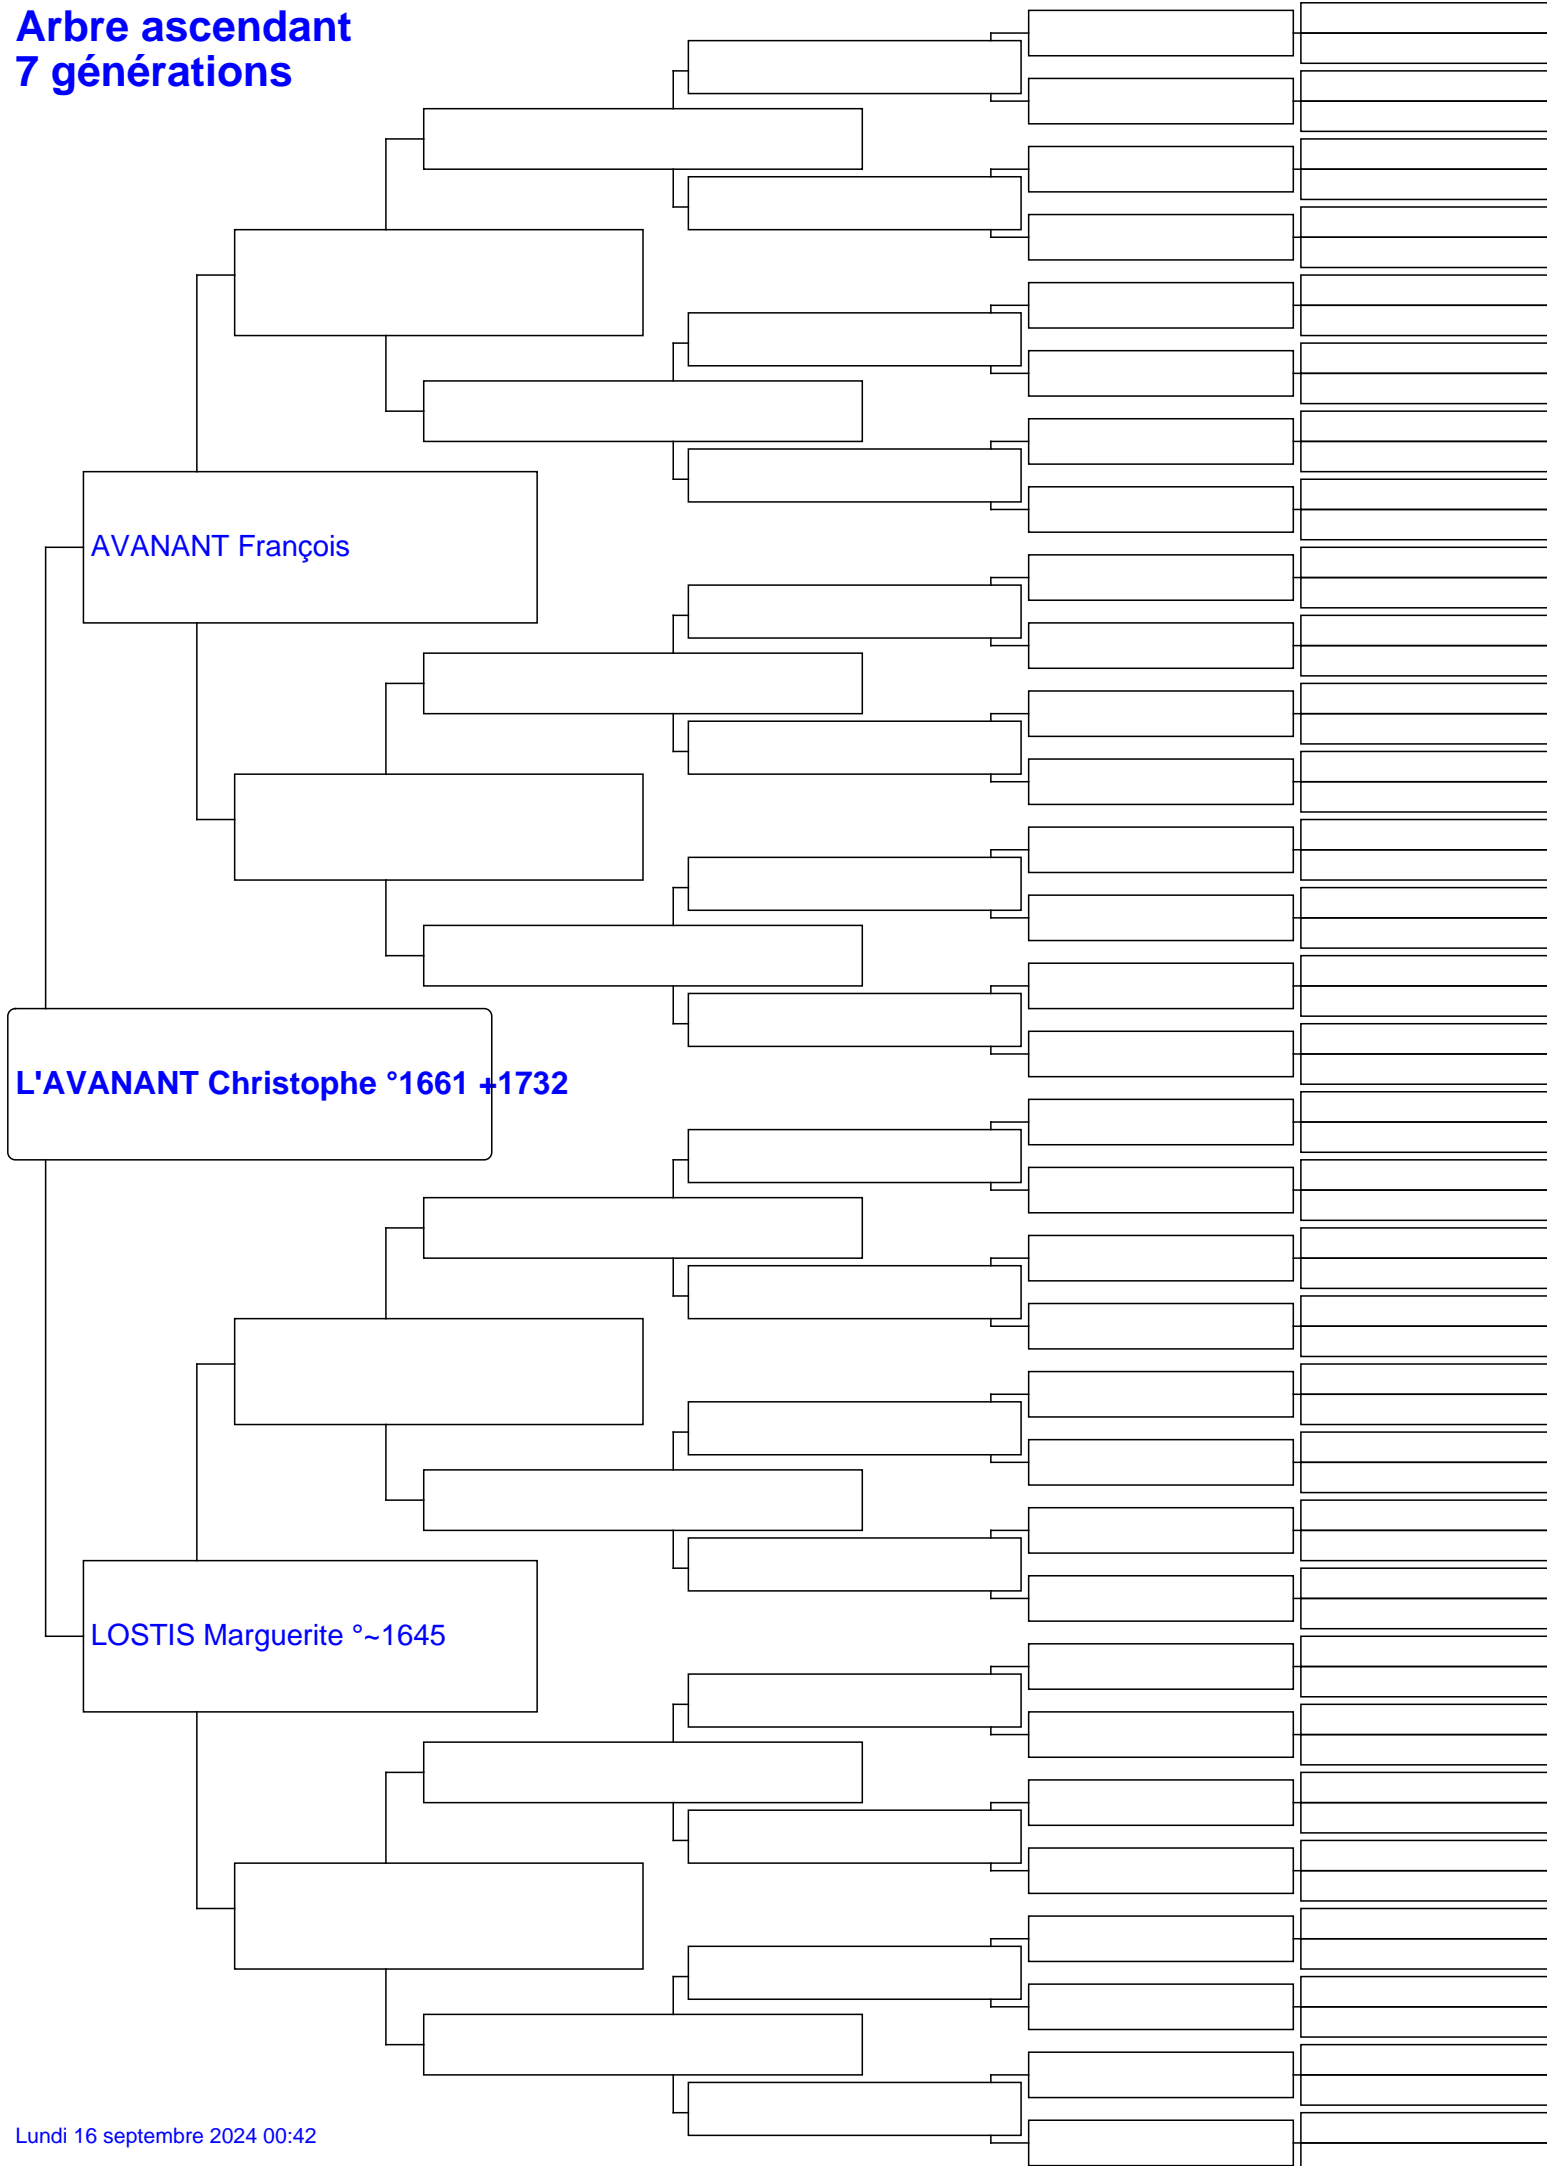 Arbre ascendant
7 générations
AVANANT François
L'AVANANT Christophe °1661 +1732
LOSTIS Marguerite °~1645
Lundi 16 septembre 2024 00:42